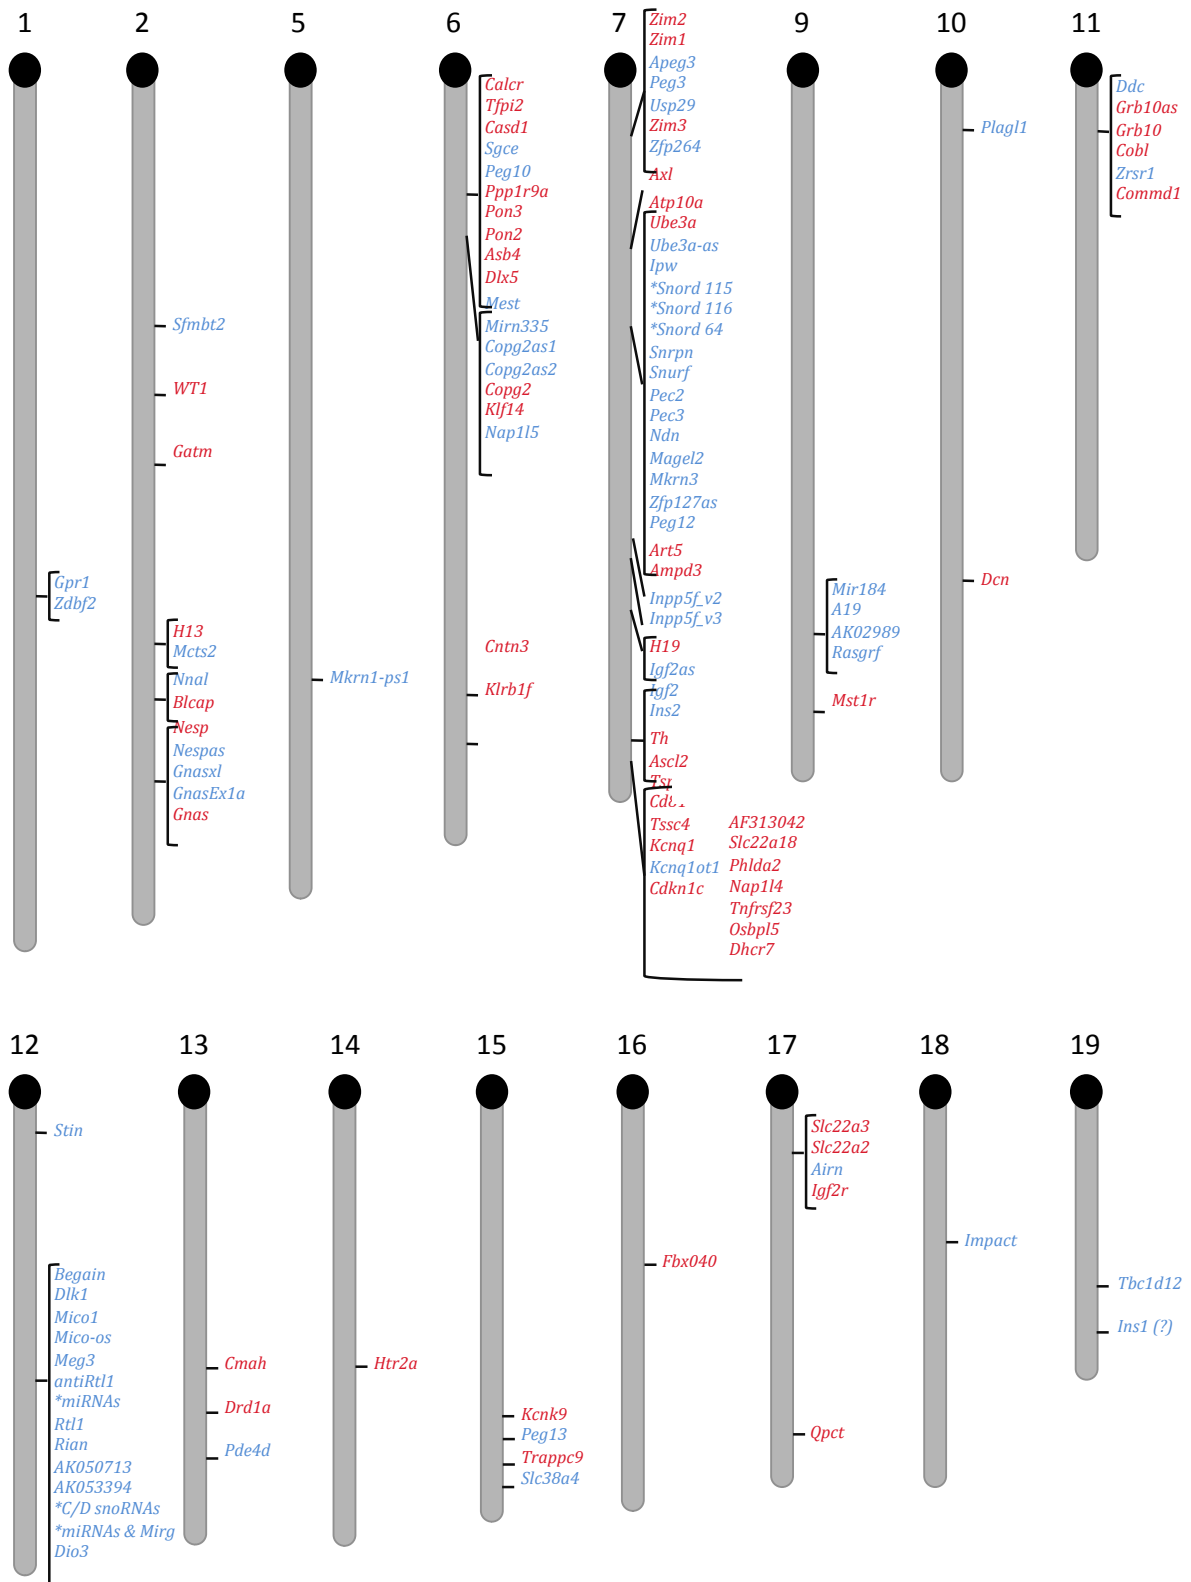 1
2
5
6
7
9
10
11
Gpr1
Zdbf2
Sfmbt2
WT1
Gatm
H13
Mcts2
Nnal
Blcap
Nesp
Nespas
Gnasxl
GnasEx1a
Gnas
Mkrn1-ps1
Calcr
Tfpi2
Casd1
Sgce
Peg10
Ppp1r9a
Pon3
Pon2
Asb4
Dlx5
Mest
Mirn335
Copg2as1
Copg2as2
Copg2
Klf14
Nap1l5
Cntn3
Klrb1f
Zim2
Zim1
Apeg3
Peg3
Usp29
Zim3
Zfp264
Axl
Atp10a
Ube3a
Ube3a-as
Ipw
*Snord 115
*Snord 116
*Snord 64
Snrpn
Snurf
Pec2
Pec3
Ndn
Magel2
Mkrn3
Zfp127as
Peg12
Art5
Ampd3
Inpp5f_v2
Inpp5f_v3
H19
Igf2as
Igf2
Ins2
Th
Ascl2
Cd81
Tssc4
Kcnq1
Kcnq1ot1
Cdkn1c
AF313042
Slc22a18
Phlda2
Nap1l4
Tnfrsf23
Osbpl5
Dhcr7
Mir184
A19
AK02989
Rasgrf
Mst1r
Plagl1
Dcn
Ddc
Grb10as
Grb10
Cobl
Zrsr1
Commd1
12
13
14
15
16
17
18
19
Stin
Begain
Dlk1
Mico1
Mico-os
Meg3
antiRtl1
*miRNAs
Rtl1
Rian
AK050713
AK053394
*C/D snoRNAs
*miRNAs & Mirg
Dio3
Cmah
Drd1a
Pde4d
Htr2a
Kcnk9
Peg13
Trappc9
Slc38a4
Fbx040
Slc22a3
Slc22a2
Airn
Igf2r
Qpct
Impact
Tbc1d12
Ins1 (?)